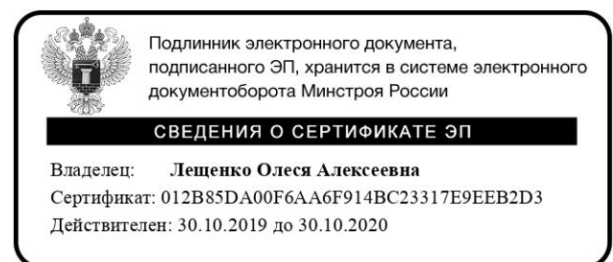 Подлинник электронного документа,
подписанного ЭП, хранится в системе электронного
документоборота Минстроя России
СВЕДЕНИЯ О СЕРТИФИКАТЕ ЭП
Владелец: Лещенко Олеся Алексеевна
Сертификат: 012B85DA00F6AA6F914BC23317E9EEB2D3
Действителен: 30.10.2019 до 30.10.2020